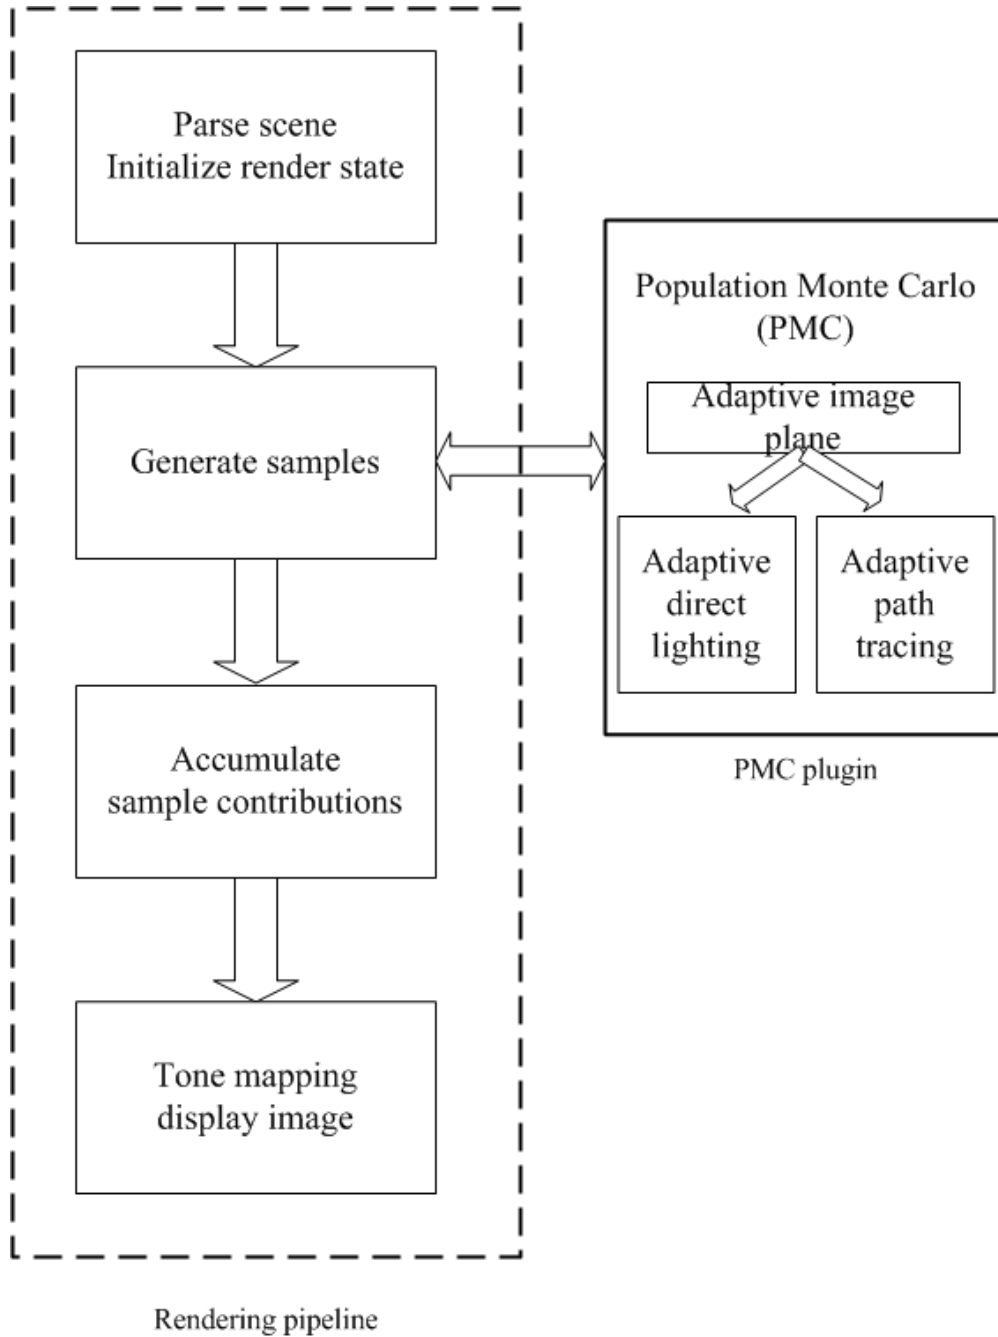 Parse scene
Initialize render state
Generate samples
Accumulate
sample contributions
Tone mapping
display image
Rendering pipeline
Population Monte Carlo
(PMC)
Adaptive image
plane
Adaptive
direct
lighting
Adaptive
path
tracing
PMC plugin